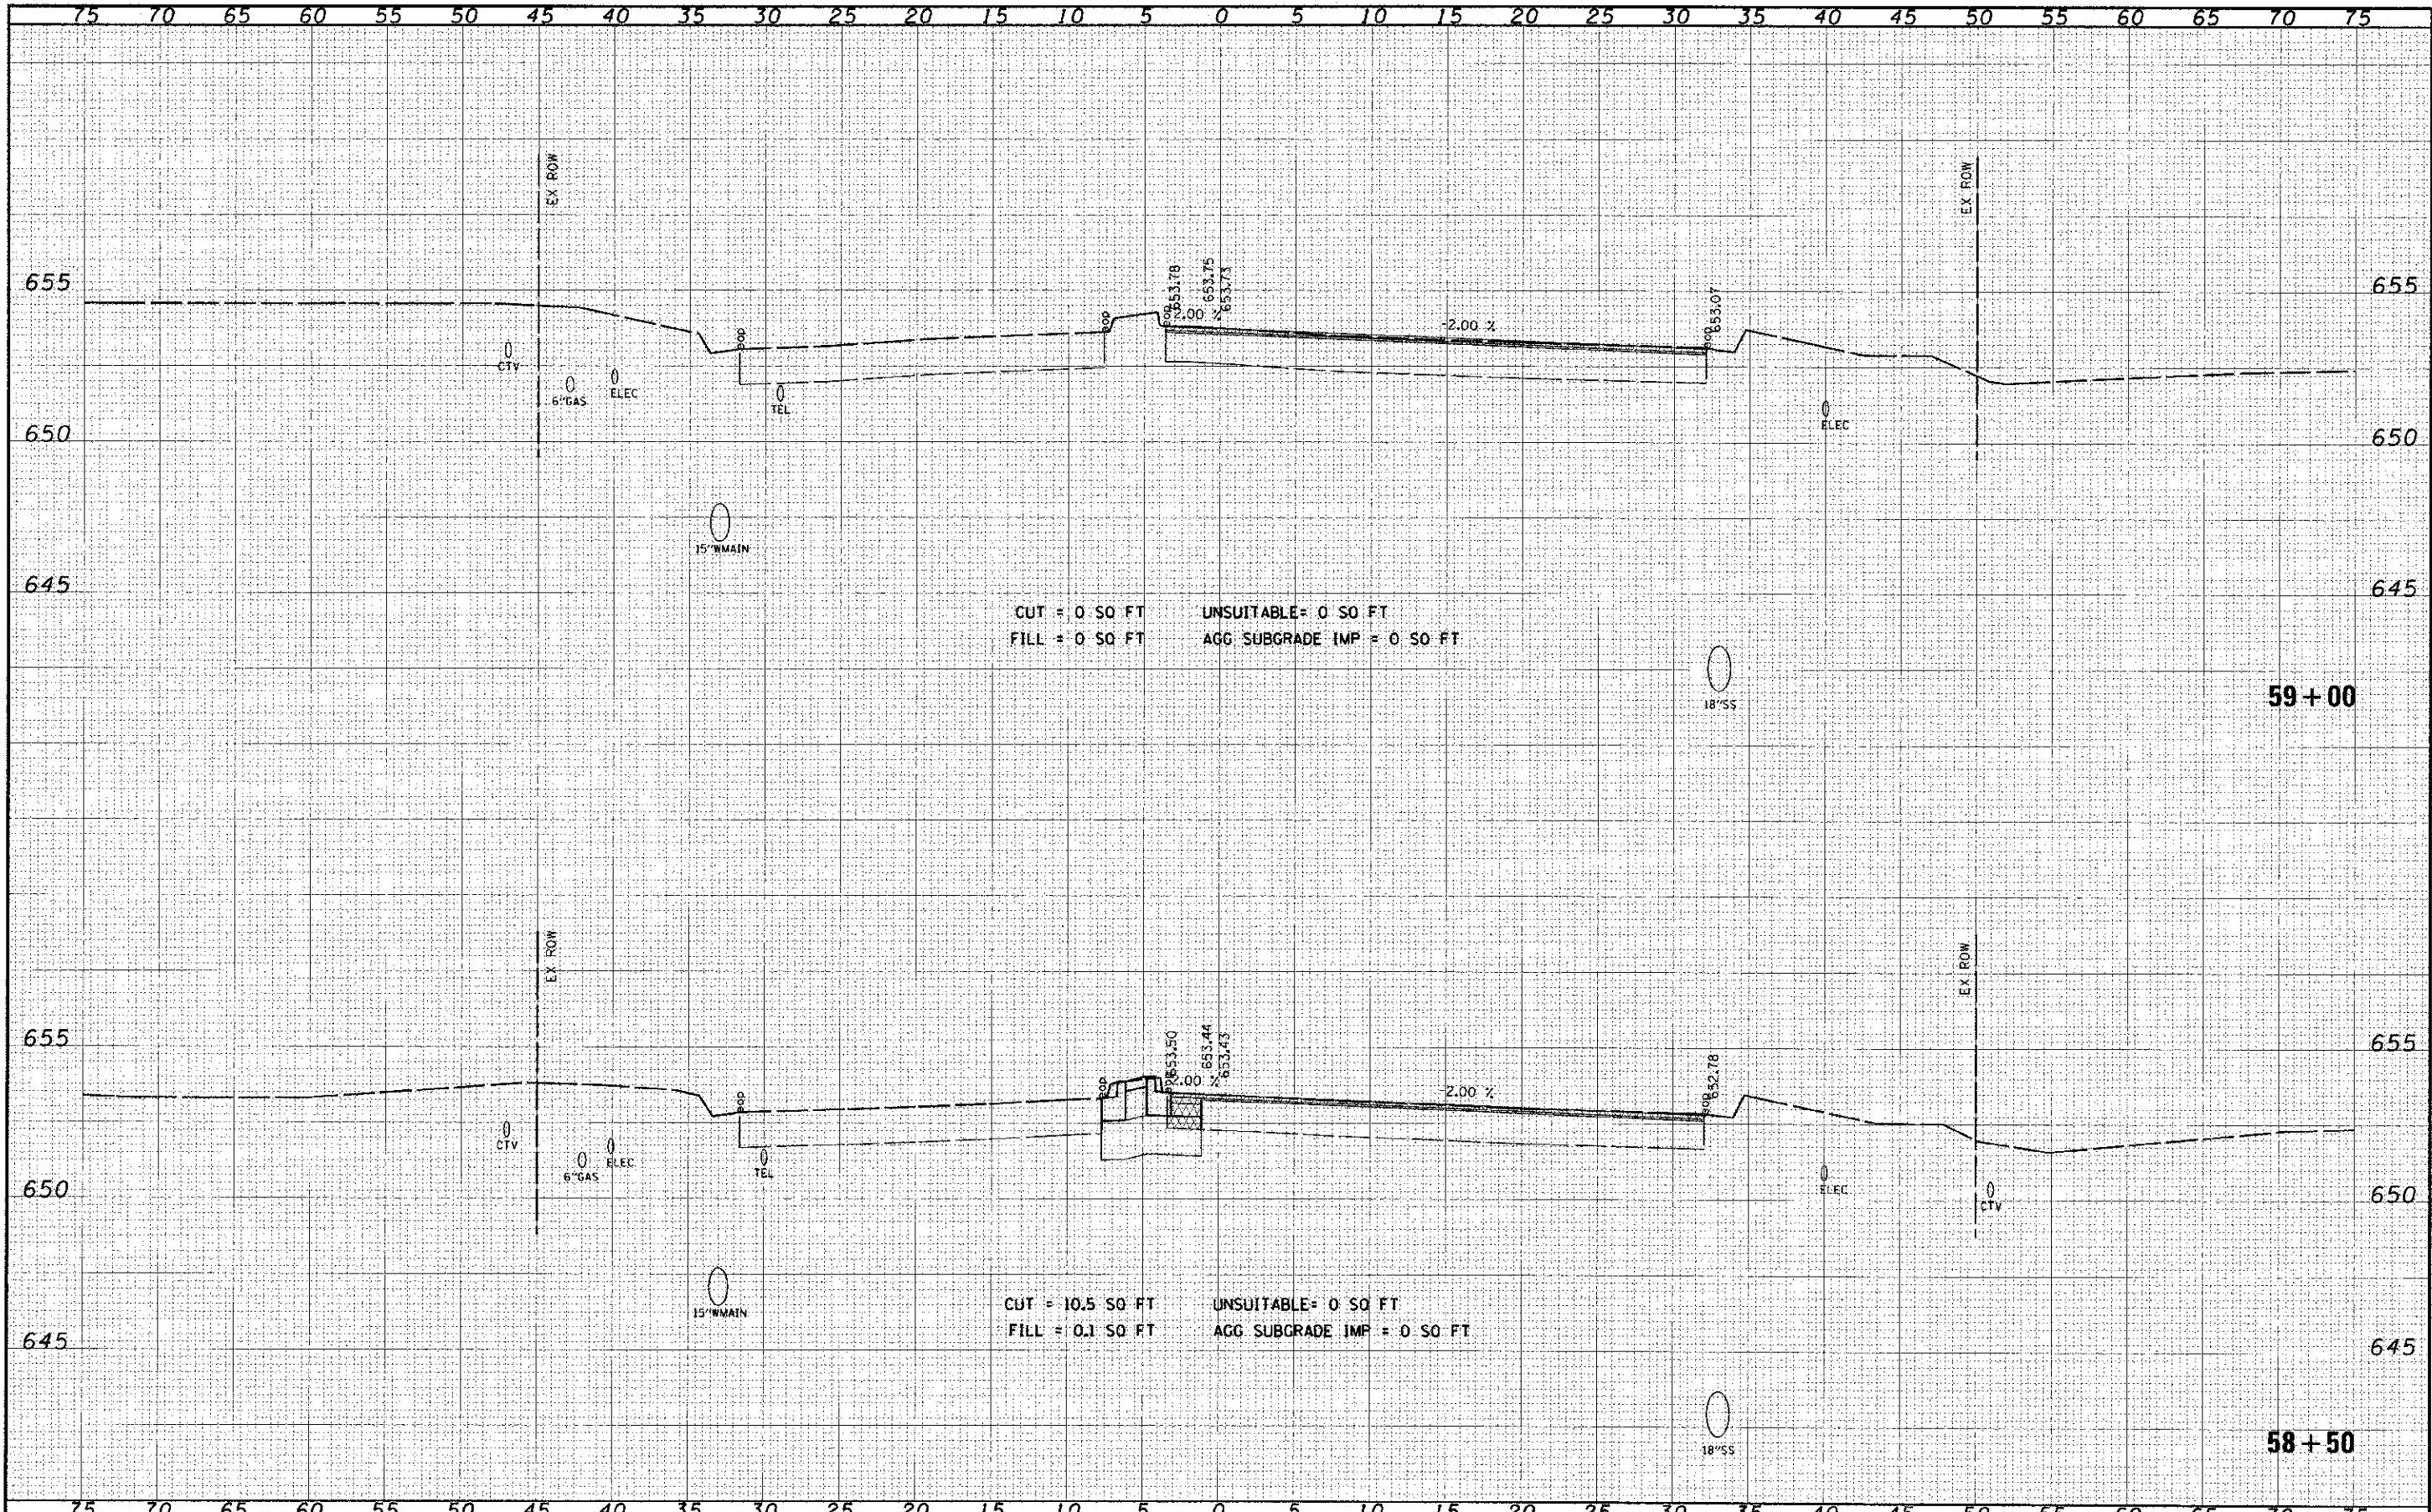 75 70 65 60 55 50 45 40 35 30 25 20 15 10 5 0 5 10 15 20 25 30 35 40 45 50 55 60 65 70 75
EX ROW
EX ROW
655
653.78
653.75
653.73
653.07
655
EOP
EOP
EOP
EOP
2.00 %
-2.00 %
CTV
6"GAS
ELEC
TEL
ELEC
650
650
15"WMAIN
645
645
CUT = 0 SQ FT UNSUITABLE= 0 SQ FT
FILL = 0 SQ FT AGG SUBGRADE IMP = 0 SQ FT
18"SS
59+00
EX ROW
EX ROW
655
653.50
653.44
653.43
652.78
655
EOP
EOP
EOP
EOP
2.00 %
-2.00 %
CTV
6"GAS
ELEC
TEL
ELEC
CTV
650
650
15"WMAIN
CUT = 10.5 SQ FT UNSUITABLE= 0 SQ FT
FILL = 0.1 SQ FT AGG SUBGRADE IMP = 0 SQ FT
645
645
18"SS
58+50
75 70 65 60 55 50 45 40 35 30 25 20 15 10 5 0 5 10 15 20 25 30 35 40 45 50 55 60 65 70 75